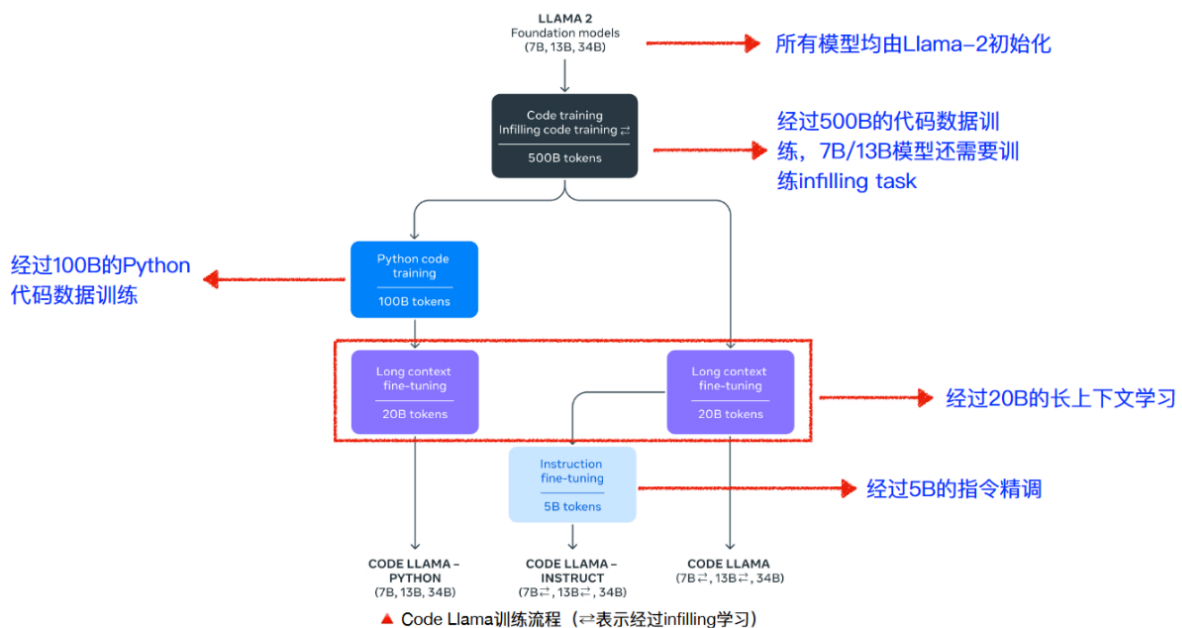 LLAMA 2
Foundation models
(7B, 13B, 34B)
所有模型均由Llama-2初始化
Code training
Infilling code training ⇄
500B tokens
经过500B的代码数据训
练，7B/13B模型还需要训
练infilling task
Python code
training
100B tokens
经过100B的Python
代码数据训练
Long context
fine-tuning
20B tokens
Long context
fine-tuning
20B tokens
经过20B的长上下文学习
Instruction
fine-tuning
5B tokens
经过5B的指令精调
CODE LLAMA –
PYTHON
(7B, 13B, 34B)
CODE LLAMA –
INSTRUCT
(7B⇄, 13B⇄, 34B)
CODE LLAMA
(7B⇄, 13B⇄, 34B)
▲ Code Llama训练流程（⇄表示经过infilling学习）